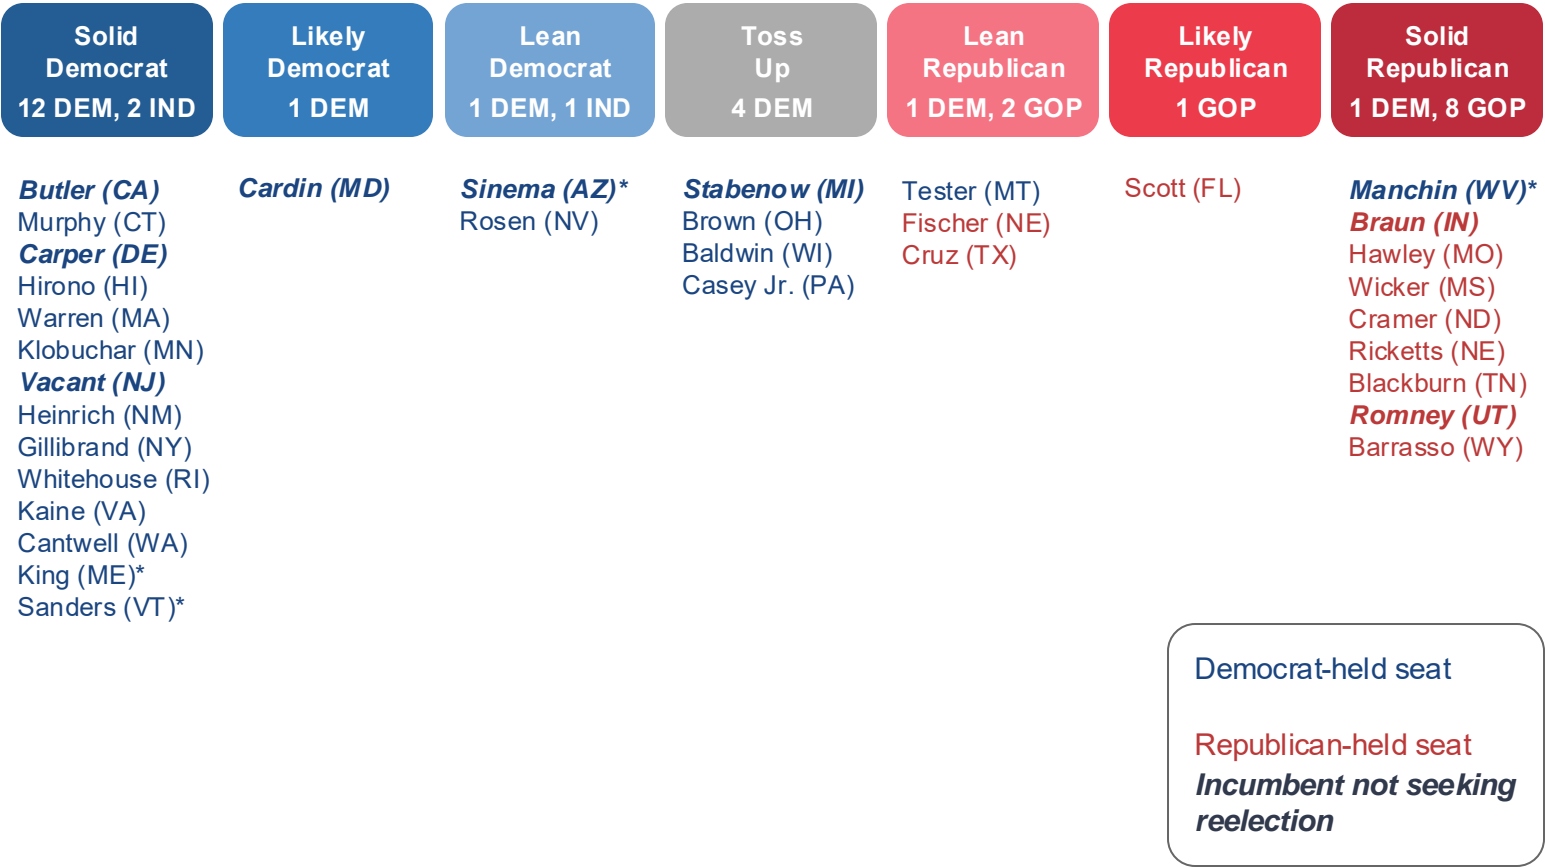 Solid
Democrat
12 DEM, 2 IND
Likely
Democrat
1 DEM
Lean
Democrat
1 DEM, 1 IND
Toss
Up
4 DEM
Lean
Republican
1 DEM, 2 GOP
Likely
Republican
1 GOP
Solid
Republican
1 DEM, 8 GOP
Butler (CA)
Murphy (CT)
Carper (DE)
Hirono (HI)
Warren (MA)
Klobuchar (MN)
Vacant (NJ)
Heinrich (NM)
Gillibrand (NY)
Whitehouse (RI)
Kaine (VA)
Cantwell (WA)
King (ME)*
Sanders (VT)*
Cardin (MD)
Sinema (AZ)*
Rosen (NV)
Stabenow (MI)
Brown (OH)
Baldwin (WI)
Casey Jr. (PA)
Tester (MT)
Fischer (NE)
Cruz (TX)
Scott (FL)
Manchin (WV)*
Braun (IN)
Hawley (MO)
Wicker (MS)
Cramer (ND)
Ricketts (NE)
Blackburn (TN)
Romney (UT)
Barrasso (WY)
Democrat-held seat
Republican-held seat
Incumbent not seeking
reelection